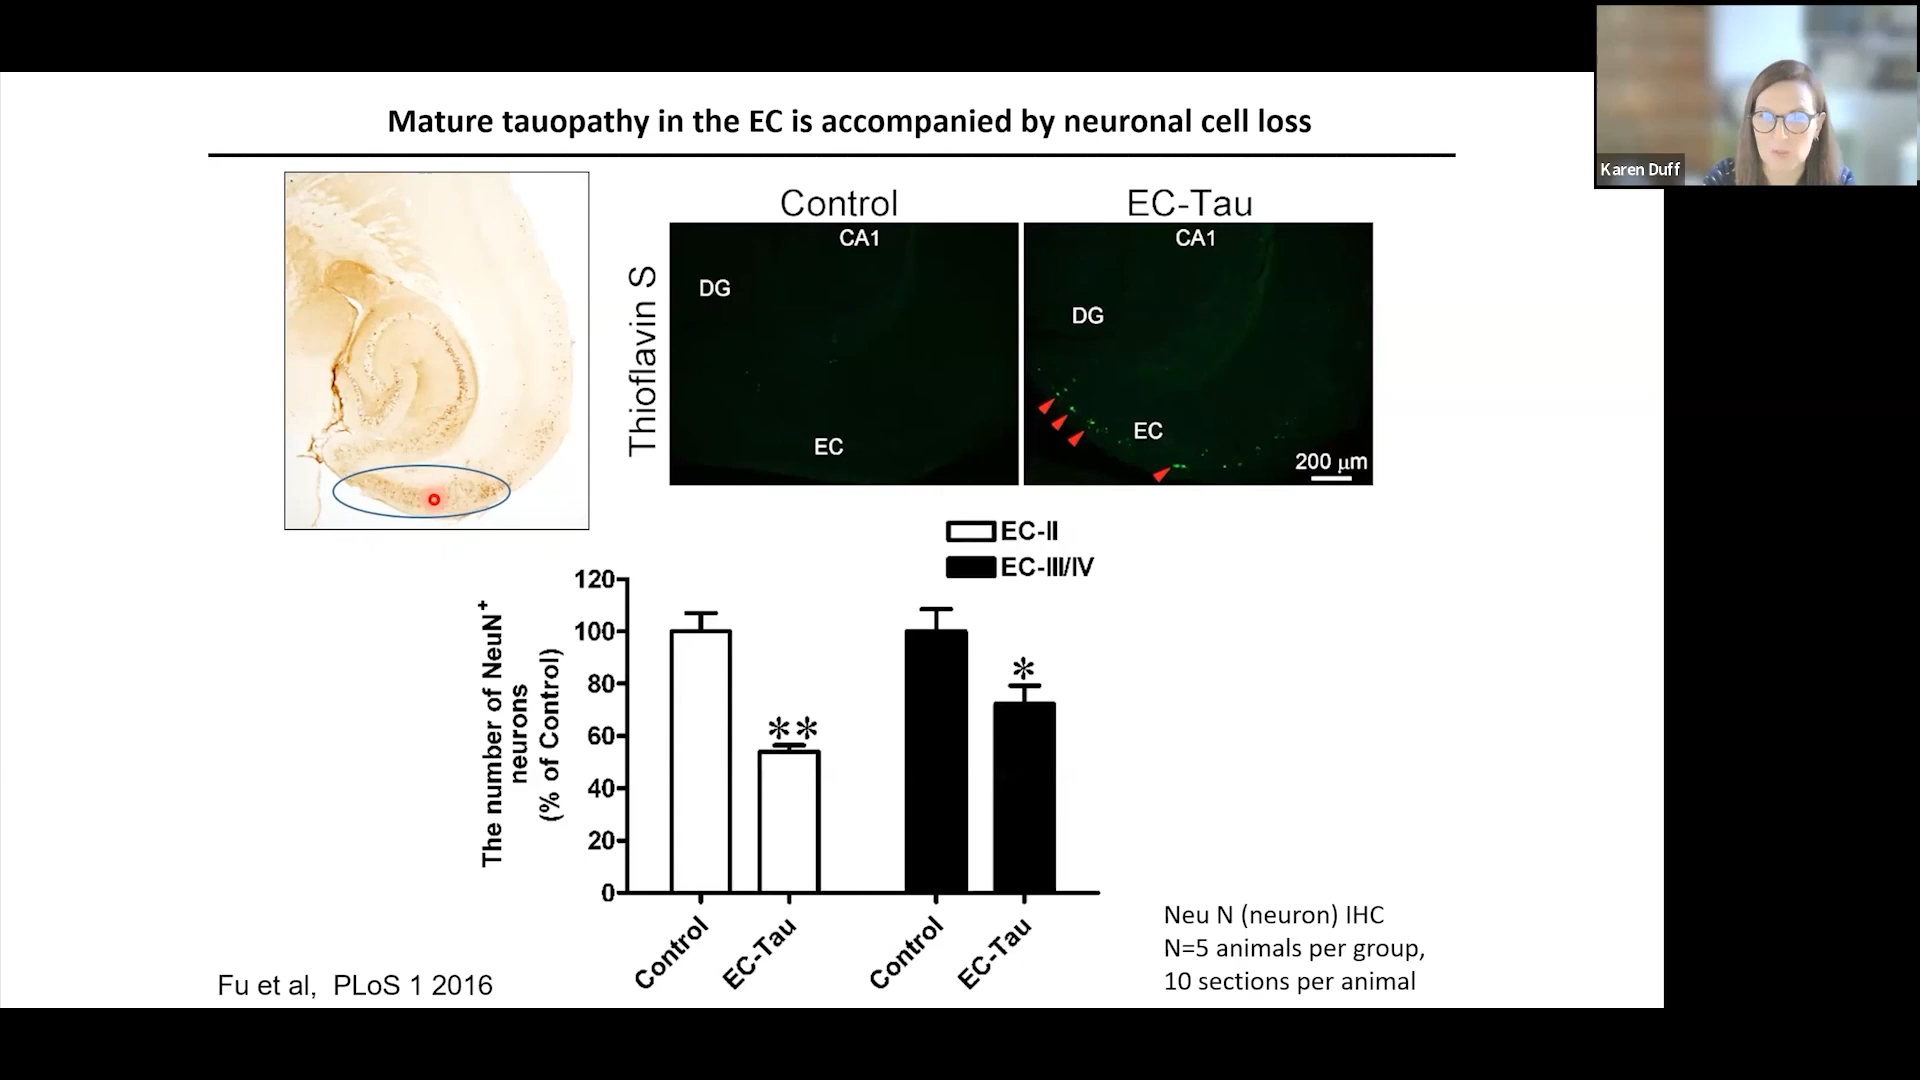 Mature tauopathy in the EC is accompanied by neuronal cell loss
Karen Duff
Control
EC-Tau
Thioflavin S
CA1
DG
EC
CA1
DG
EC
200 μm
EC-II
EC-III/IV
The number of NeuN+
neurons
(% of Control)
120
100
80
60
40
20
0
**
*
Control
EC-Tau
Control
EC-Tau
Neu N (neuron) IHC
N=5 animals per group,
10 sections per animal
Fu et al, PLoS 1 2016